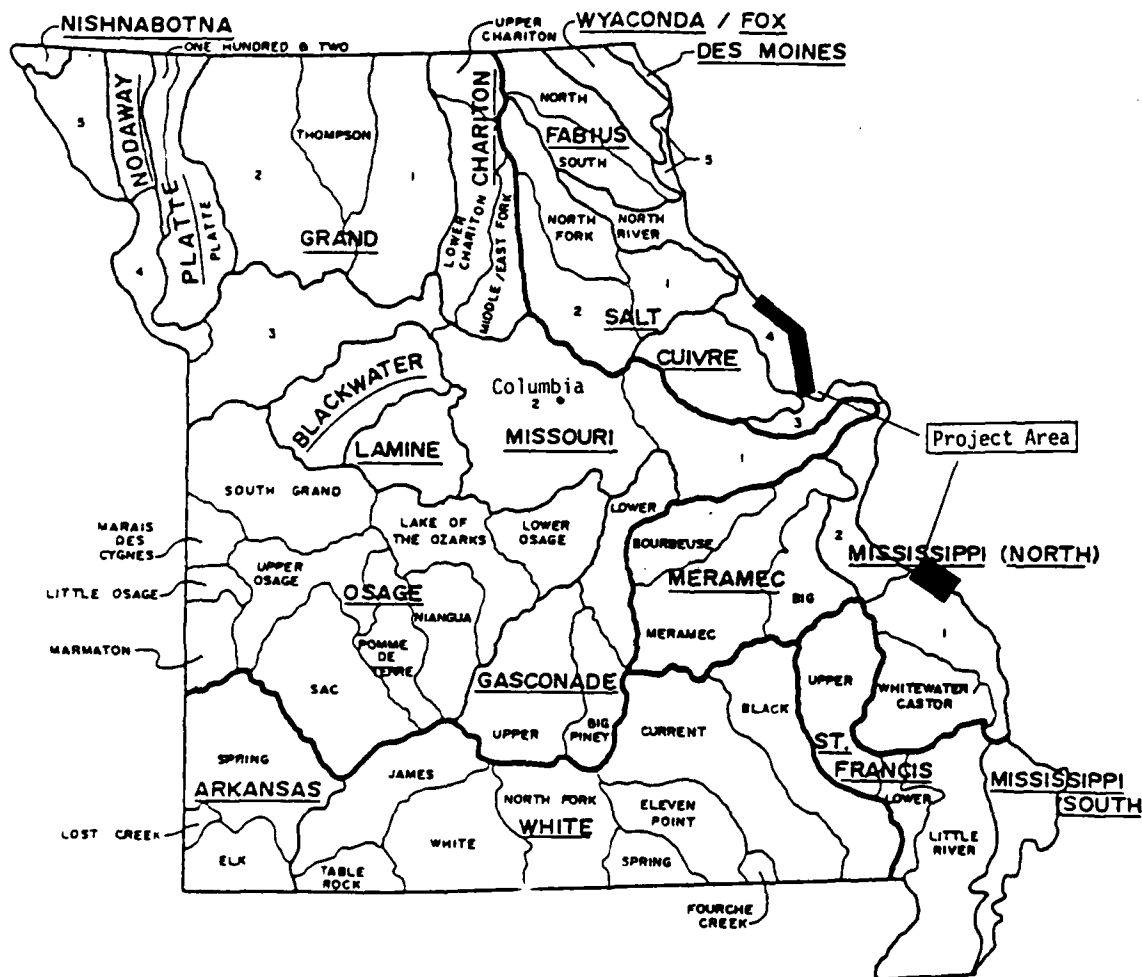 NISHNABOTNA
ONE HUNDRED & TWO
UPPER
CHARITON
WYACONDA / FOX
DES MOINES
5
NODAWAY
PLATTE
PLATTE
4
2
THOMPSON
1
GRAND
LOWER CHARITON
CHARITON
MIDDLE/EAST FORK
NORTH
FABIUS
SOUTH
5
NORTH
FORK
NORTH
RIVER
1
2
SALT
4
CUIVRE
3
3
BLACKWATER
Columbia
2
MISSOURI
LAMINE
1
Project Area
SOUTH GRAND
MARAIS
DES
CYGNES
LAKE OF
THE OZARKS
LOWER
OSAGE
LOWER
BOURBEUSE
2
MISSISSIPPI (NORTH)
UPPER
OSAGE
LITTLE OSAGE
OSAGE
NIANGUA
MERAMEC
BIG
1
MARMATON
POMME
DE
TERRE
MERAMEC
SAC
GASCONADE
UPPER
BIG
PINEY
CURRENT
BLACK
UPPER
WHITEWATER
CASTOR
ST.
FRANCIS
LOWER
MISSISSIPPI
SOUTH
SPRING
ARKANSAS
JAMES
NORTH FORK
WHITE
ELEVEN
POINT
LOST CREEK
WHITE
LITTLE
RIVER
ELK
TABLE
ROCK
SPRING
FOURCHE
CREEK